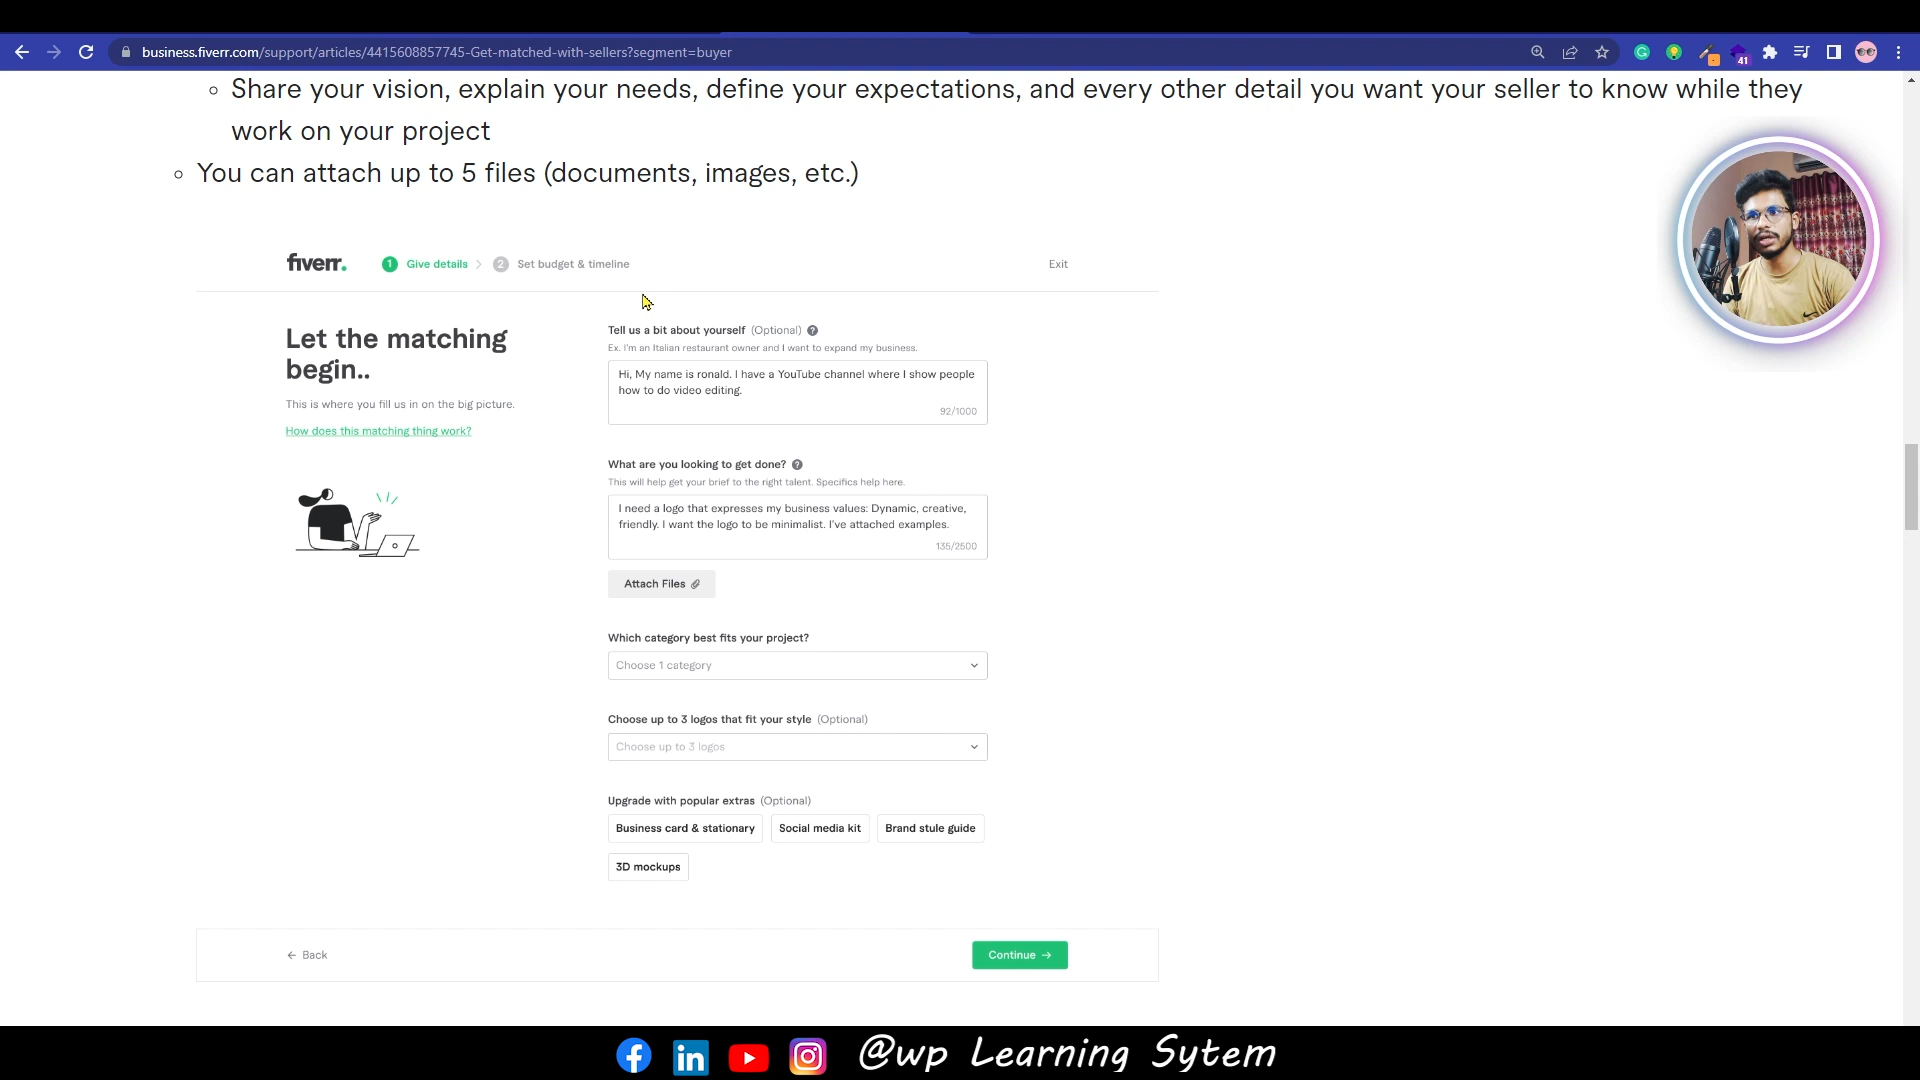 business.fiverr.com/support/articles/4415608857745-Get-matched-with-sellers?segment=buyer
41
Share your vision, explain your needs, define your expectations, and every other detail you want your seller to know while they
work on your project
You can attach up to 5 files (documents, images, etc.)
fiverr.
1 Give details
2 Set budget & timeline
Exit
Let the matching
begin..
This is where you fill us in on the big picture.
How does this matching thing work?
Tell us a bit about yourself (Optional) ?
Ex. I'm an Italian restaurant owner and I want to expand my business.
Hi, My name is ronald. I have a YouTube channel where I show people
how to do video editing.
92/1000
What are you looking to get done? ?
This will help get your brief to the right talent. Specifics help here.
I need a logo that expresses my business values: Dynamic, creative,
friendly. I want the logo to be minimalist. I've attached examples.
135/2500
Attach Files
Which category best fits your project?
Choose 1 category
Choose up to 3 logos that fit your style (Optional)
Choose up to 3 logos
Upgrade with popular extras (Optional)
Business card & stationary
Social media kit
Brand stule guide
3D mockups
← Back
Continue →
@wp Learning Sytem